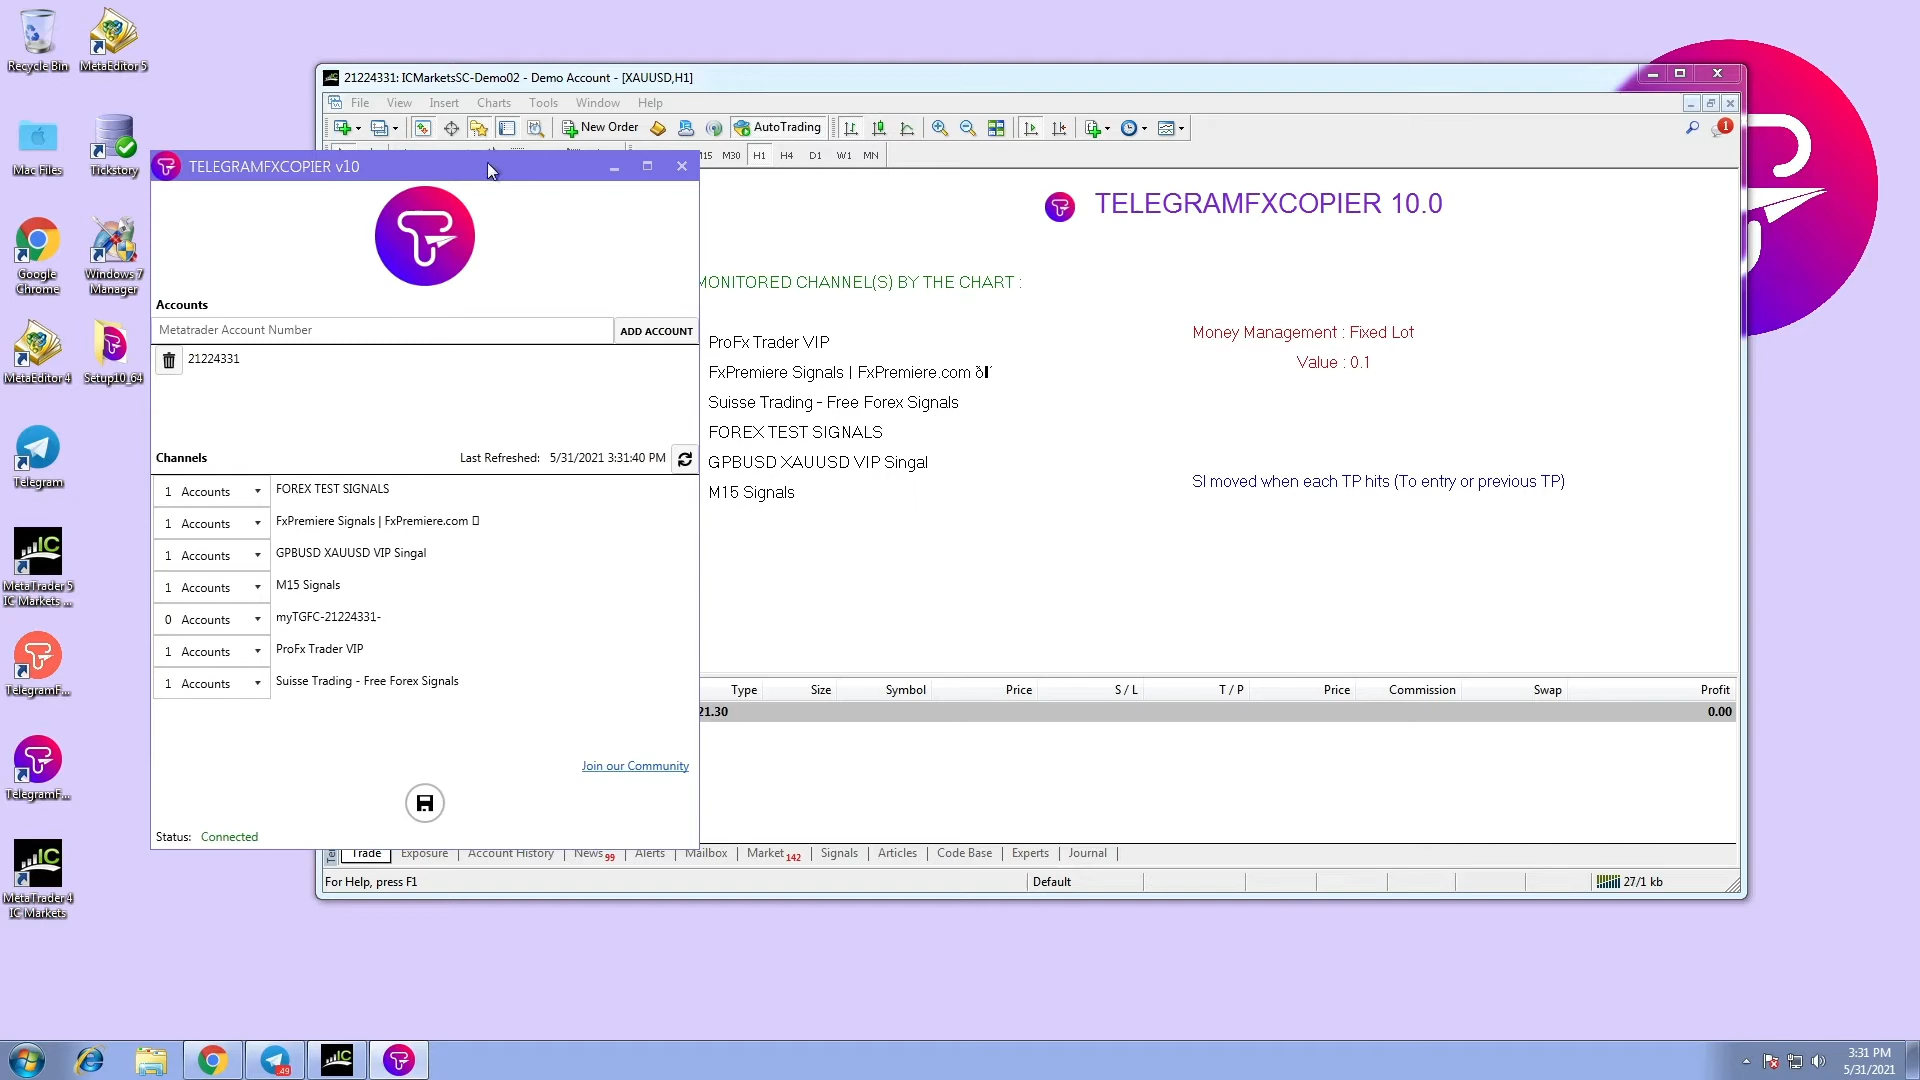 Recycle Bin
MetaEditor 5
Mac Files
Tickstory
Google Chrome
Windows 7 Manager
MetaEditor 4
Setup10_64
Telegram
MetaTrader 5 IC Markets ...
TelegramF...
TelegramF...
MetaTrader 4 IC Markets
21224331: ICMarketsSC-Demo02 - Demo Account - [XAUUSD,H1]
File View Insert Charts Tools Window Help
New Order AutoTrading 1
M15 M30 H1 H4 D1 W1 MN
TELEGRAMFXCOPIER v10
Accounts
Metatrader Account Number ADD ACCOUNT
21224331
Channels Last Refreshed: 5/31/2021 3:31:40 PM
1 Accounts FOREX TEST SIGNALS
1 Accounts FxPremiere Signals | FxPremiere.com
1 Accounts GPBUSD XAUUSD VIP Singal
1 Accounts M15 Signals
0 Accounts myTGFC-21224331-
1 Accounts ProFx Trader VIP
1 Accounts Suisse Trading - Free Forex Signals
Join our Community
Status: Connected
TELEGRAMFXCOPIER 10.0
MONITORED CHANNEL(S) BY THE CHART :
ProFx Trader VIP
FxPremiere Signals | FxPremiere.com
Suisse Trading - Free Forex Signals
FOREX TEST SIGNALS
GPBUSD XAUUSD VIP Singal
M15 Signals
Money Management : Fixed Lot
Value : 0.1
Sl moved when each TP hits (To entry or previous TP)
Type Size Symbol Price S / L T / P Price Commission Swap Profit
21.30 0.00
Trade Exposure Account History News 99 Alerts Mailbox Market 142 Signals Articles Code Base Experts Journal
For Help, press F1 Default 27/1 kb
49
3:31 PM
5/31/2021